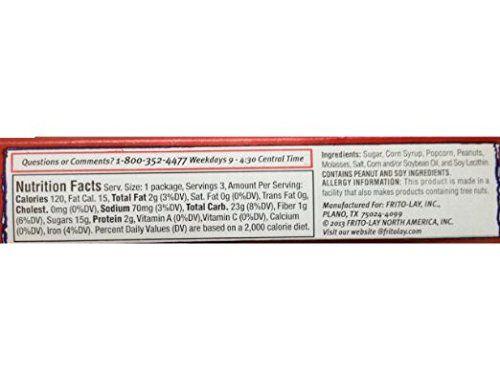 Questions or Comments? 1-800-352-4477 Weekdays 9 - 4:30 Central Time
Nutrition Facts Serv. Size: 1 package, Servings 3, Amount Per Serving:
Calories 120, Fat Cal. 15, Total Fat 2g (3%DV), Sat. Fat 0g (0%DV), Trans Fat 0g,
Cholest. 0mg (0%DV), Sodium 70mg (3%DV), Total Carb. 23g (8%DV), Fiber 1g
(6%DV), Sugars 15g, Protein 2g, Vitamin A (0%DV), Vitamin C (0%DV), Calcium
(0%DV), Iron (4%DV). Percent Daily Values (DV) are based on a 2,000 calorie diet.
Ingredients: Sugar, Corn Syrup, Popcorn, Peanuts,
Molasses, Salt, Corn and/or Soybean Oil, and Soy Lecithin.
CONTAINS PEANUT AND SOY INGREDIENTS.
ALLERGY INFORMATION: This product is made in a
facility that also makes products containing tree nuts.
Manufactured For: FRITO-LAY, INC.,
PLANO, TX 75024-4099
© 2013 FRITO-LAY NORTH AMERICA, INC.
Visit our website @fritolay.com